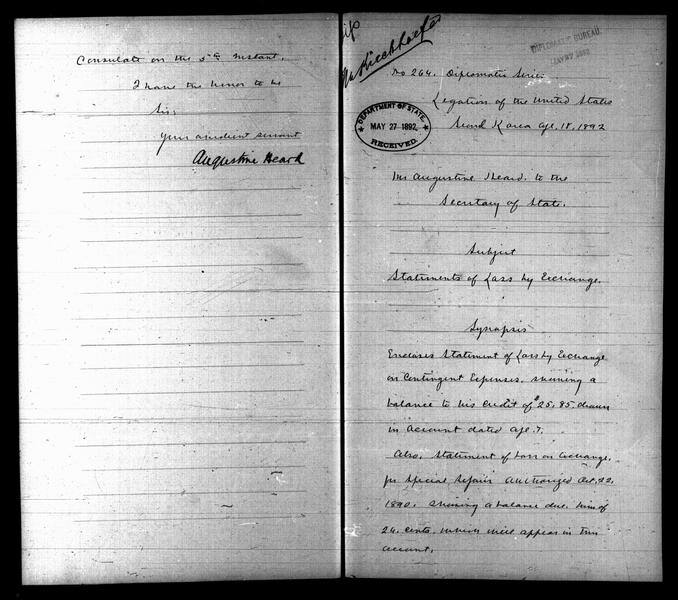 Consulate on the 5th Instant.
I have the honor to be
Sir,
Your obedient servant
Augustine Heard
DIPLOMATIC BUREAU.
No 264. Diplomatic Series
Legation of the United States
Seoul Korea Apl. 18, 1892
DEPARTMENT OF STATE,
MAY 27 1892
RECEIVED.
Mr Augustine Heard to the
Secretary of State.
Subject
Statements of Loss by Exchange.
Synopsis
Encloses Statement of Loss by Exchange
on Contingent Expenses, showing a
balance to his credit of $25.85 drawn
in account dated Apl. 7.
Also, Statement of Loss on Exchange,
for Special Repairs authorized Oct. 22,
1890. showing a balance due him of
24 cents, which will appear in this
account.